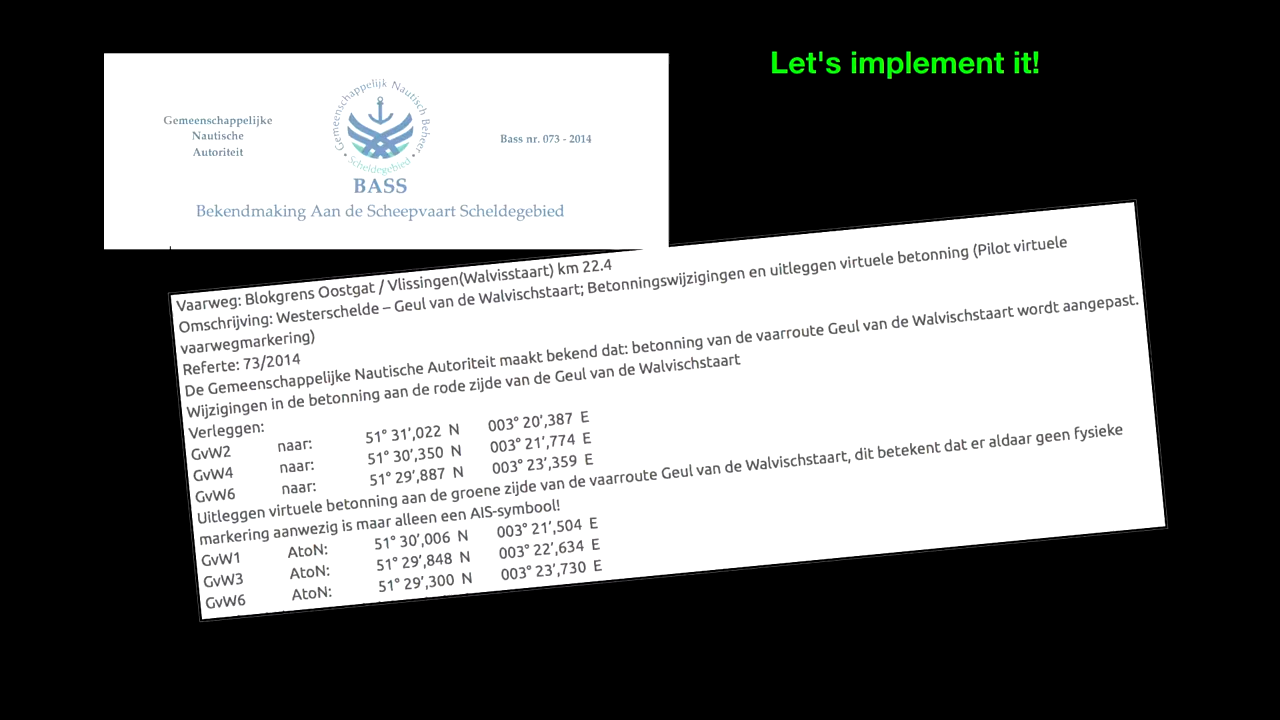 Let's implement it!
Gemeenschappelijke
Nautische
Autoriteit
Gemeenschappelijk Nautisch Beheer
Scheldegebied
BASS
Bass nr. 073 - 2014
Bekendmaking Aan de Scheepvaart Scheldegebied
Vaarweg: Blokgrens Oostgat / Vlissingen(Walvisstaart) km 22.4
Omschrijving: Westerschelde – Geul van de Walvischstaart; Betonningswijzigingen en uitleggen virtuele betonning (Pilot virtuele
vaarwegmarkering)
Referte: 73/2014
De Gemeenschappelijke Nautische Autoriteit maakt bekend dat: betonning van de vaarroute Geul van de Walvischstaart wordt aangepast.
Wijzigingen in de betonning aan de rode zijde van de Geul van de Walvischstaart
Verleggen:
GvW2 naar: 51° 31’,022 N 003° 20’,387 E
GvW4 naar: 51° 30’,350 N 003° 21’,774 E
GvW6 naar: 51° 29’,887 N 003° 23’,359 E
Uitleggen virtuele betonning aan de groene zijde van de vaarroute Geul van de Walvischstaart, dit betekent dat er aldaar geen fysieke
markering aanwezig is maar alleen een AIS-symbool!
GvW1 AtoN: 51° 30’,006 N 003° 21’,504 E
GvW3 AtoN: 51° 29’,848 N 003° 22’,634 E
GvW6 AtoN: 51° 29’,300 N 003° 23’,730 E